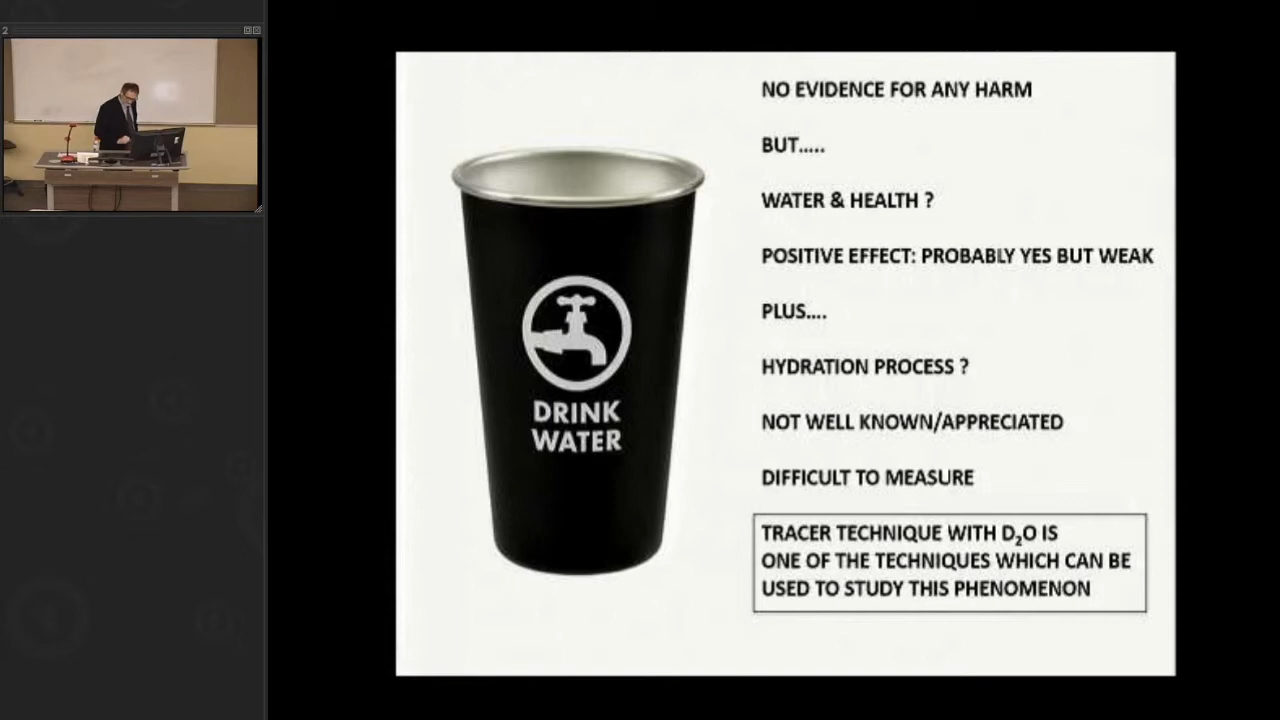 2
NO EVIDENCE FOR ANY HARM
BUT.....
WATER & HEALTH ?
POSITIVE EFFECT: PROBABLY YES BUT WEAK
PLUS....
HYDRATION PROCESS ?
NOT WELL KNOWN/APPRECIATED
DIFFICULT TO MEASURE
TRACER TECHNIQUE WITH D₂O IS
ONE OF THE TECHNIQUES WHICH CAN BE
USED TO STUDY THIS PHENOMENON
DRINK
WATER